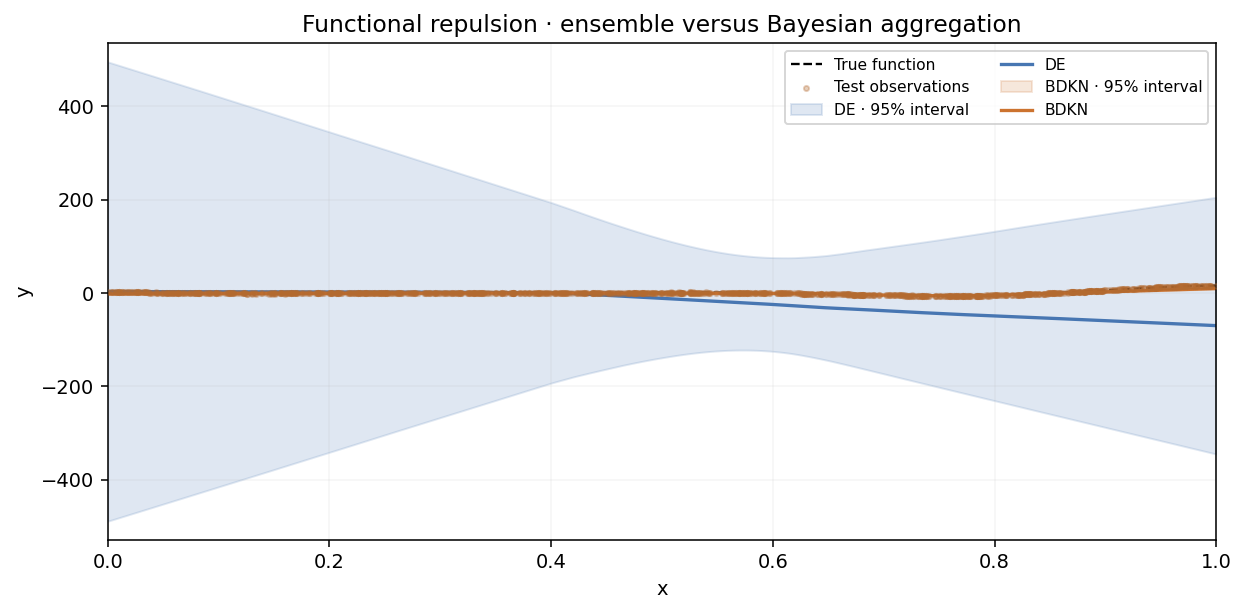 Functional repulsion · ensemble versus Bayesian aggregation
True function
Test observations
DE · 95% interval
DE
BDKN · 95% interval
BDKN
y
400
200
0
−200
−400
0.0 0.2 0.4 0.6 0.8 1.0
x